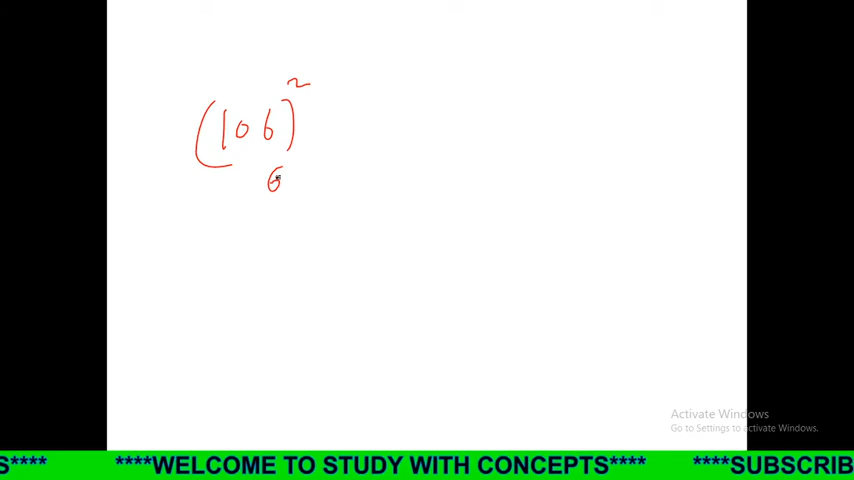 (106)²
6
Activate Windows
Go to Settings to activate Windows.
S**** ****WELCOME TO STUDY WITH CONCEPTS**** ****SUBSCRIB